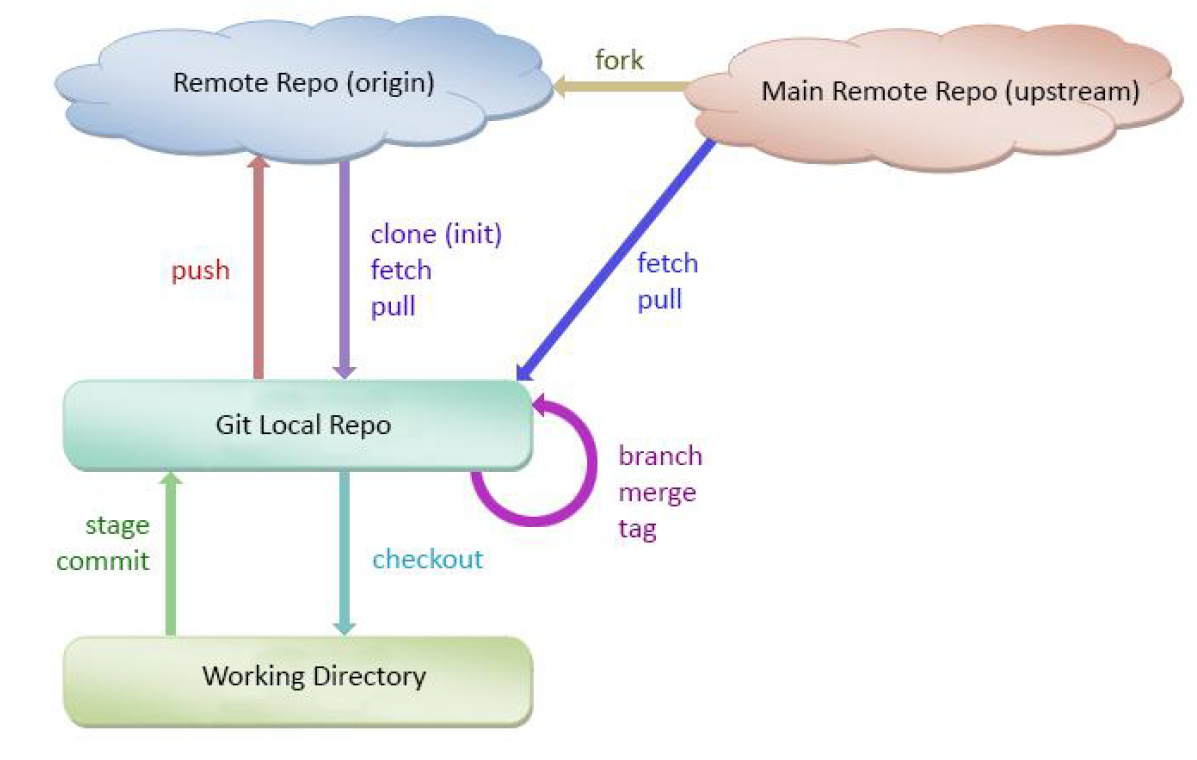 Remote Repo (origin)
fork
Main Remote Repo (upstream)
push
clone (init)
fetch
pull
fetch
pull
Git Local Repo
branch
merge
tag
stage
commit
checkout
Working Directory